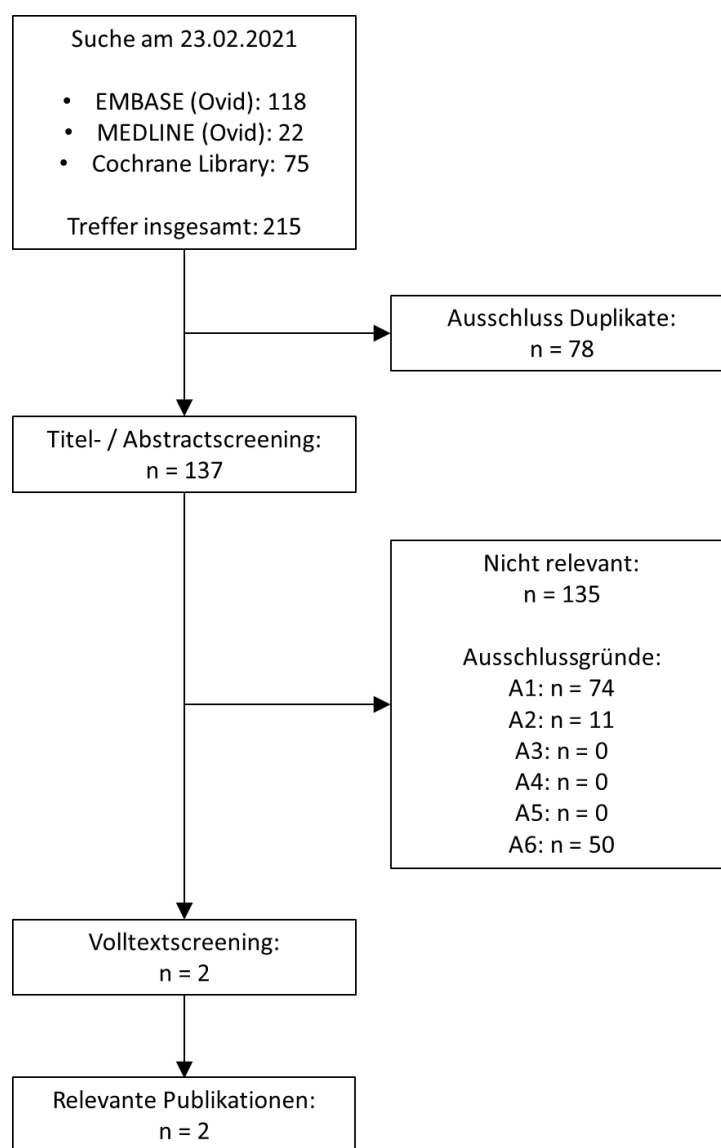 Suche am 23.02.2021
• EMBASE (Ovid): 118
• MEDLINE (Ovid): 22
• Cochrane Library: 75
Treffer insgesamt: 215
Ausschluss Duplikate:
n = 78
Titel- / Abstractscreening:
n = 137
Nicht relevant:
n = 135
Ausschlussgründe:
A1: n = 74
A2: n = 11
A3: n = 0
A4: n = 0
A5: n = 0
A6: n = 50
Volltextscreening:
n = 2
Relevante Publikationen:
n = 2